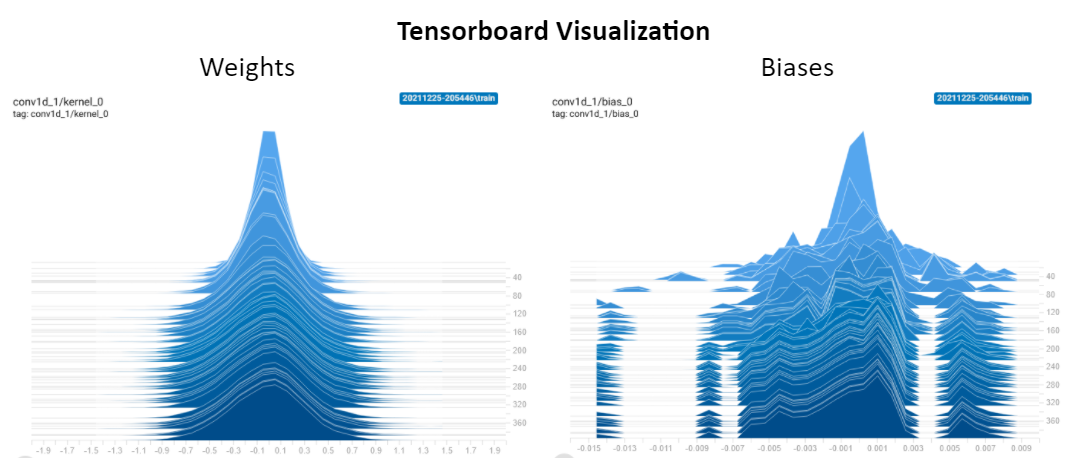 Tensorboard Visualization
Weights
Biases
conv1d_1/kernel_0
tag: conv1d_1/kernel_0
20211225-205446\train
conv1d_1/bias_0
tag: conv1d_1/bias_0
20211225-205446\train
40
80
120
160
200
240
280
320
360
-1.9 -1.7 -1.5 -1.3 -1.1 -0.9 -0.7 -0.5 -0.3 -0.1 0.1 0.3 0.5 0.7 0.9 1.1 1.3 1.5 1.7 1.9
40
80
120
160
200
240
280
320
360
-0.015 -0.013 -0.011 -0.009 -0.007 -0.005 -0.003 -0.001 0.001 0.003 0.005 0.007 0.009